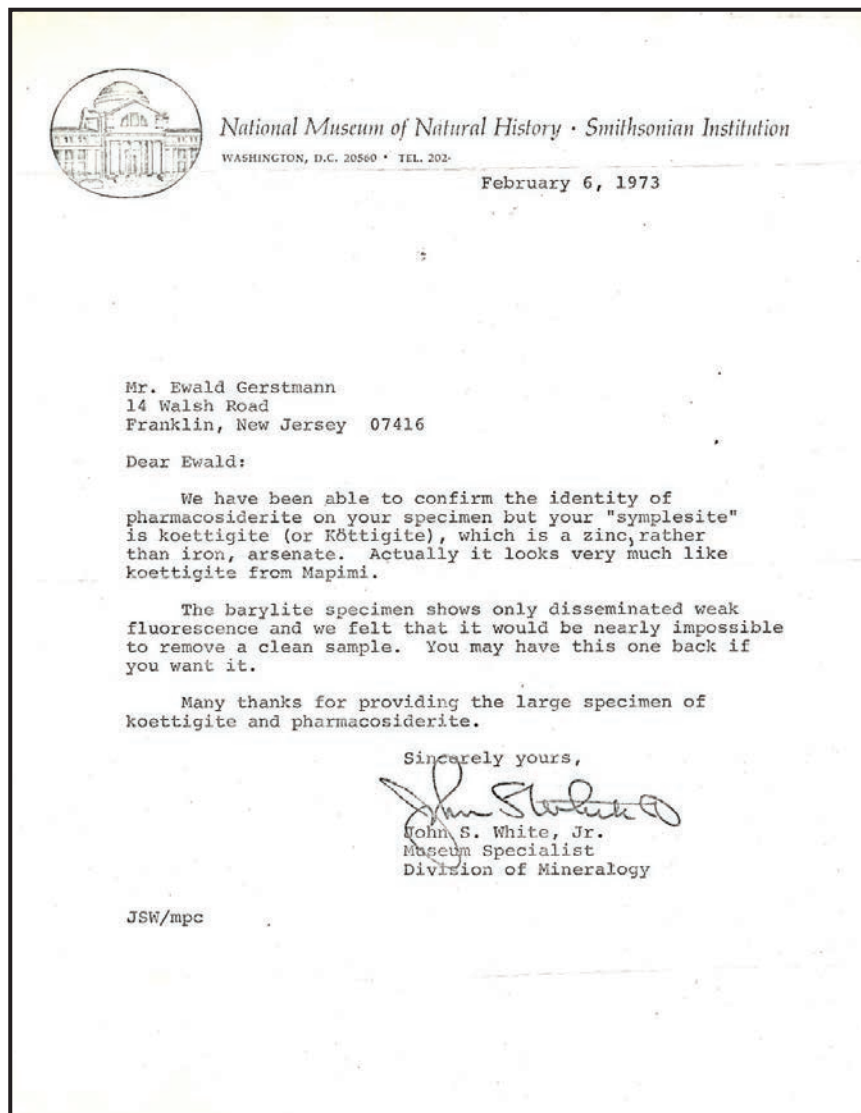 National Museum of Natural History · Smithsonian Institution
WASHINGTON, D.C. 20560 • TEL. 202-
February 6, 1973
Mr. Ewald Gerstmann
14 Walsh Road
Franklin, New Jersey 07416
Dear Ewald:
We have been able to confirm the identity of
pharmacosiderite on your specimen but your "symplesite"
is koettigite (or Köttigite), which is a zinc, rather
than iron, arsenate. Actually it looks very much like
koettigite from Mapimi.
The barylite specimen shows only disseminated weak
fluorescence and we felt that it would be nearly impossible
to remove a clean sample. You may have this one back if
you want it.
Many thanks for providing the large specimen of
koettigite and pharmacosiderite.
Sincerely yours,
John S. White, Jr.
Museum Specialist
Division of Mineralogy
JSW/mpc